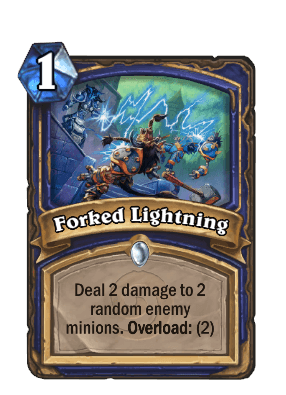 1
Forked Lightning
Deal 2 damage to 2
random enemy
minions. Overload: (2)